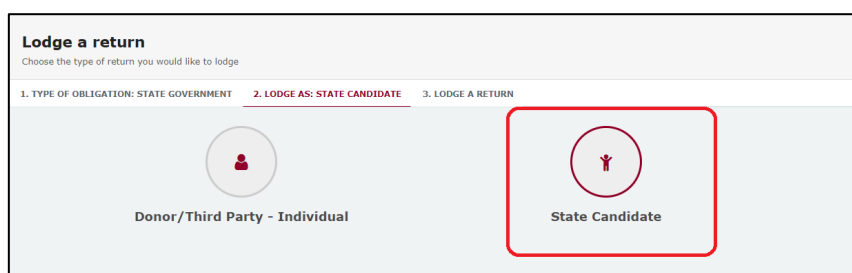 Lodge a return
Choose the type of return you would like to lodge
1. TYPE OF OBLIGATION: STATE GOVERNMENT 2. LODGE AS: STATE CANDIDATE 3. LODGE A RETURN
Donor/Third Party - Individual State Candidate